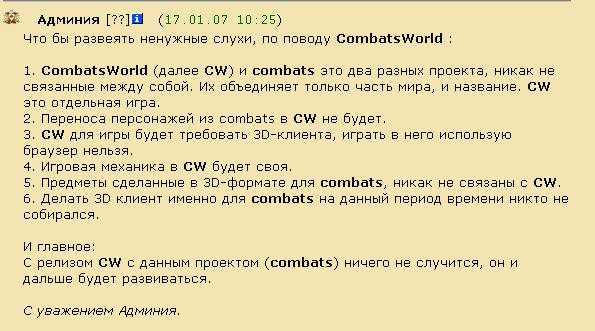 Админия [??] (17.01.07 10:25)
Что бы развеять ненужные слухи, по поводу CombatsWorld :
1. CombatsWorld (далее CW) и combats это два разных проекта, никак не
связанные между собой. Их объединяет только часть мира, и название. CW
это отдельная игра.
2. Переноса персонажей из combats в CW не будет.
3. CW для игры будет требовать 3D-клиента, играть в него использую
браузер нельзя.
4. Игровая механика в CW будет своя.
5. Предметы сделанные в 3D-формате для combats, никак не связаны с CW.
6. Делать 3D клиент именно для combats на данный период времени никто не
собирался.
И главное:
С релизом CW с данным проектом (combats) ничего не случится, он и
дальше будет развиваться.
С уважением Админия.